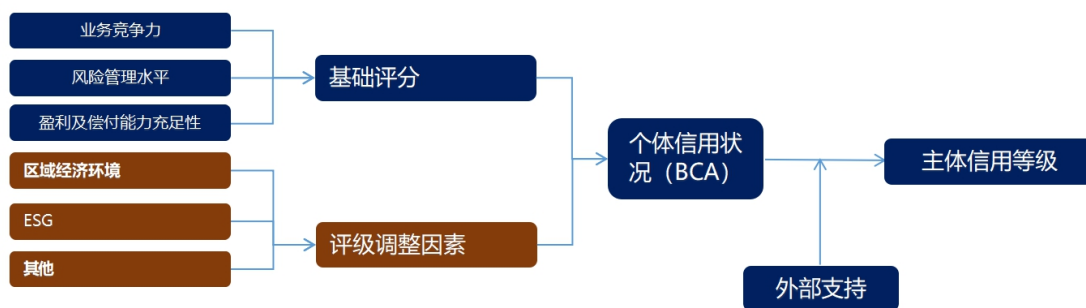 业务竞争力
风险管理水平
盈利及偿付能力充足性
区域经济环境
ESG
其他
基础评分
评级调整因素
个体信用状
况（BCA）
主体信用等级
外部支持